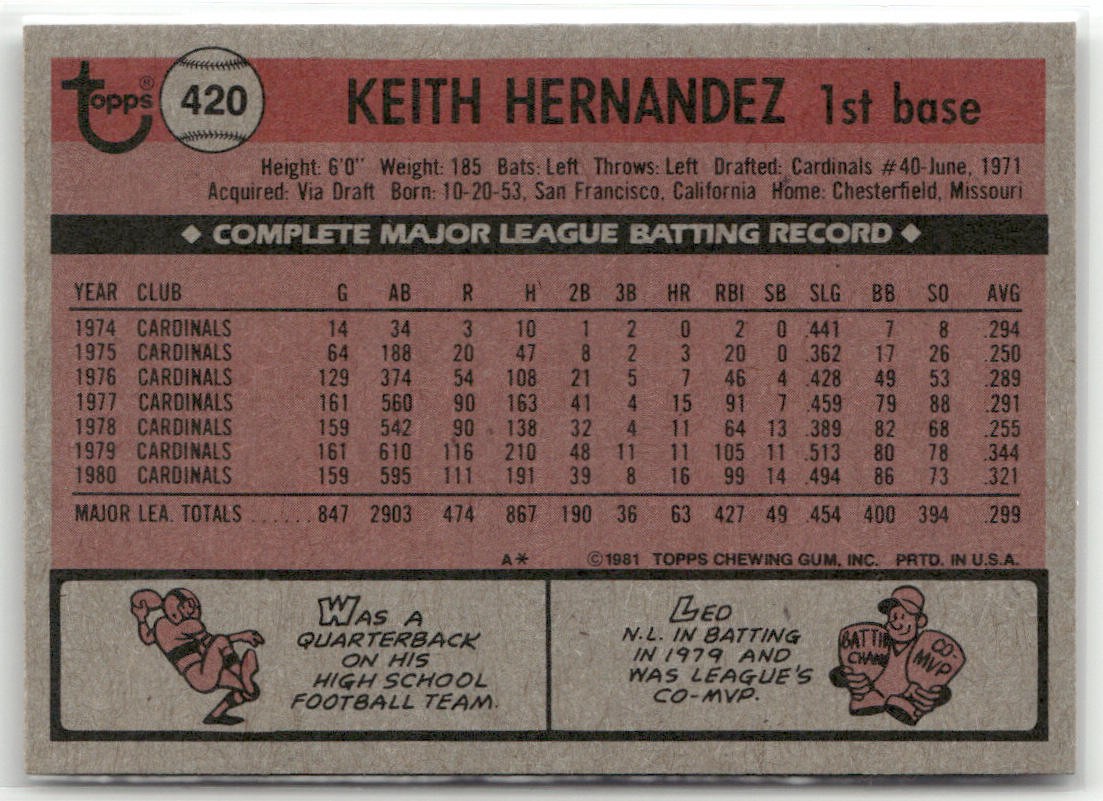 topps® 420 KEITH HERNANDEZ 1st base
Height: 6'0" Weight: 185 Bats: Left Throws: Left Drafted: Cardinals #40-June, 1971
Acquired: Via Draft Born: 10-20-53, San Francisco, California Home: Chesterfield, Missouri
◆ COMPLETE MAJOR LEAGUE BATTING RECORD ◆
YEAR CLUB G AB R H 2B 3B HR RBI SB SLG BB SO AVG
1974 CARDINALS 14 34 3 10 1 2 0 2 0 .441 7 8 .294
1975 CARDINALS 64 188 20 47 8 2 3 20 0 .362 17 26 .250
1976 CARDINALS 129 374 54 108 21 5 7 46 4 .428 49 53 .289
1977 CARDINALS 161 560 90 163 41 4 15 91 7 .459 79 88 .291
1978 CARDINALS 159 542 90 138 32 4 11 64 13 .389 82 68 .255
1979 CARDINALS 161 610 116 210 48 11 11 105 11 .513 80 78 .344
1980 CARDINALS 159 595 111 191 39 8 16 99 14 .494 86 73 .321
MAJOR LEA. TOTALS ...... 847 2903 474 867 190 36 63 427 49 .454 400 394 .299
A* ©1981 TOPPS CHEWING GUM, INC. PRTD. IN U.S.A.
WAS A
QUARTERBACK
ON HIS
HIGH SCHOOL
FOOTBALL TEAM.
LED
N.L. IN BATTING
IN 1979 AND
WAS LEAGUE'S
CO-MVP.
BATTING
CHAMP
CO-
MVP